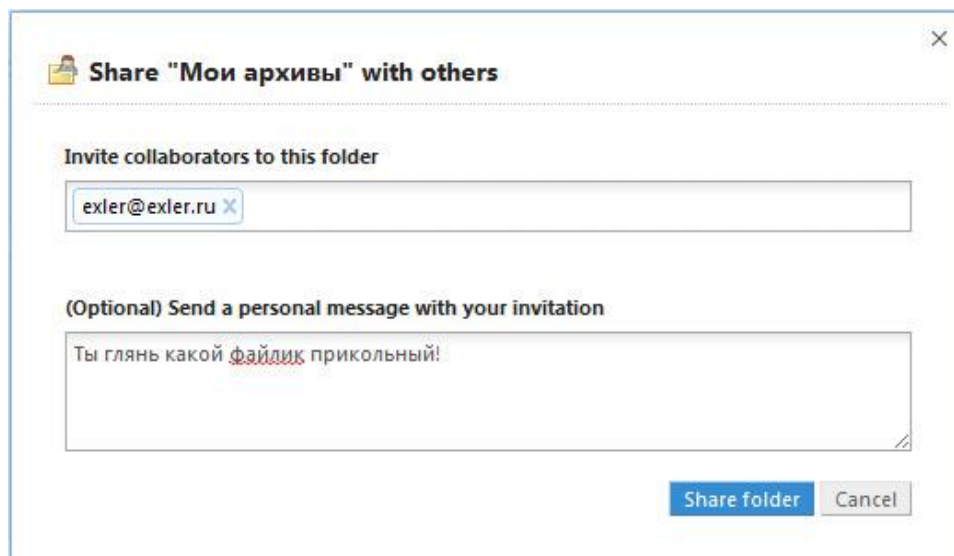 Share "Мои архивы" with others
Invite collaborators to this folder
exler@exler.ru
(Optional) Send a personal message with your invitation
Ты глянь какой файлик прикольный!
Share folder Cancel